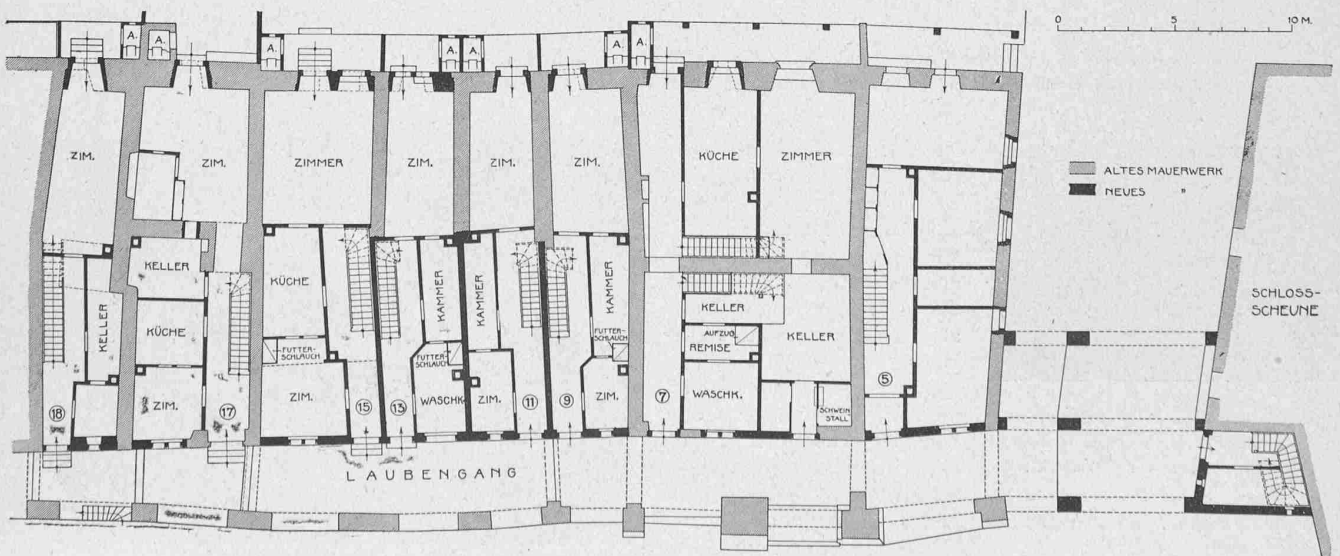 A.
A.
A.
A.
A.
A.
A.
0 5 10 M.
ZIM.
ZIM.
ZIMMER
ZIM.
ZIM.
ZIM.
KÜCHE
ZIMMER
ALTES MAUERWERK
NEUES "
SCHLOSS-
SCHEUNE
KELLER
KELLER
KÜCHE
ZIM.
KÜCHE
FUTTER-
SCHLAUCH
ZIM.
KAMMER
FUTTER-
SCHLAUCH
WASCHK.
KAMMER
ZIM.
KAMMER
FUTTER-
SCHLAUCH
ZIM.
KELLER
AUFZUG
REMISE
WASCHK.
KELLER
SCHWEIN
STALL
18
17
15
13
11
9
7
5
LAUBENGANG